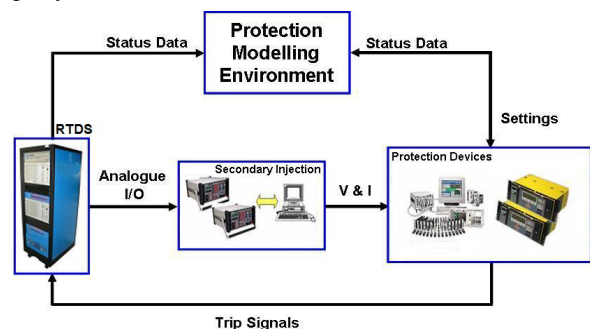 Protection
Modelling
Environment
Status Data
Status Data
RTDS
Settings
Analogue
I/O
Secondary Injection
V & I
Protection Devices
Trip Signals